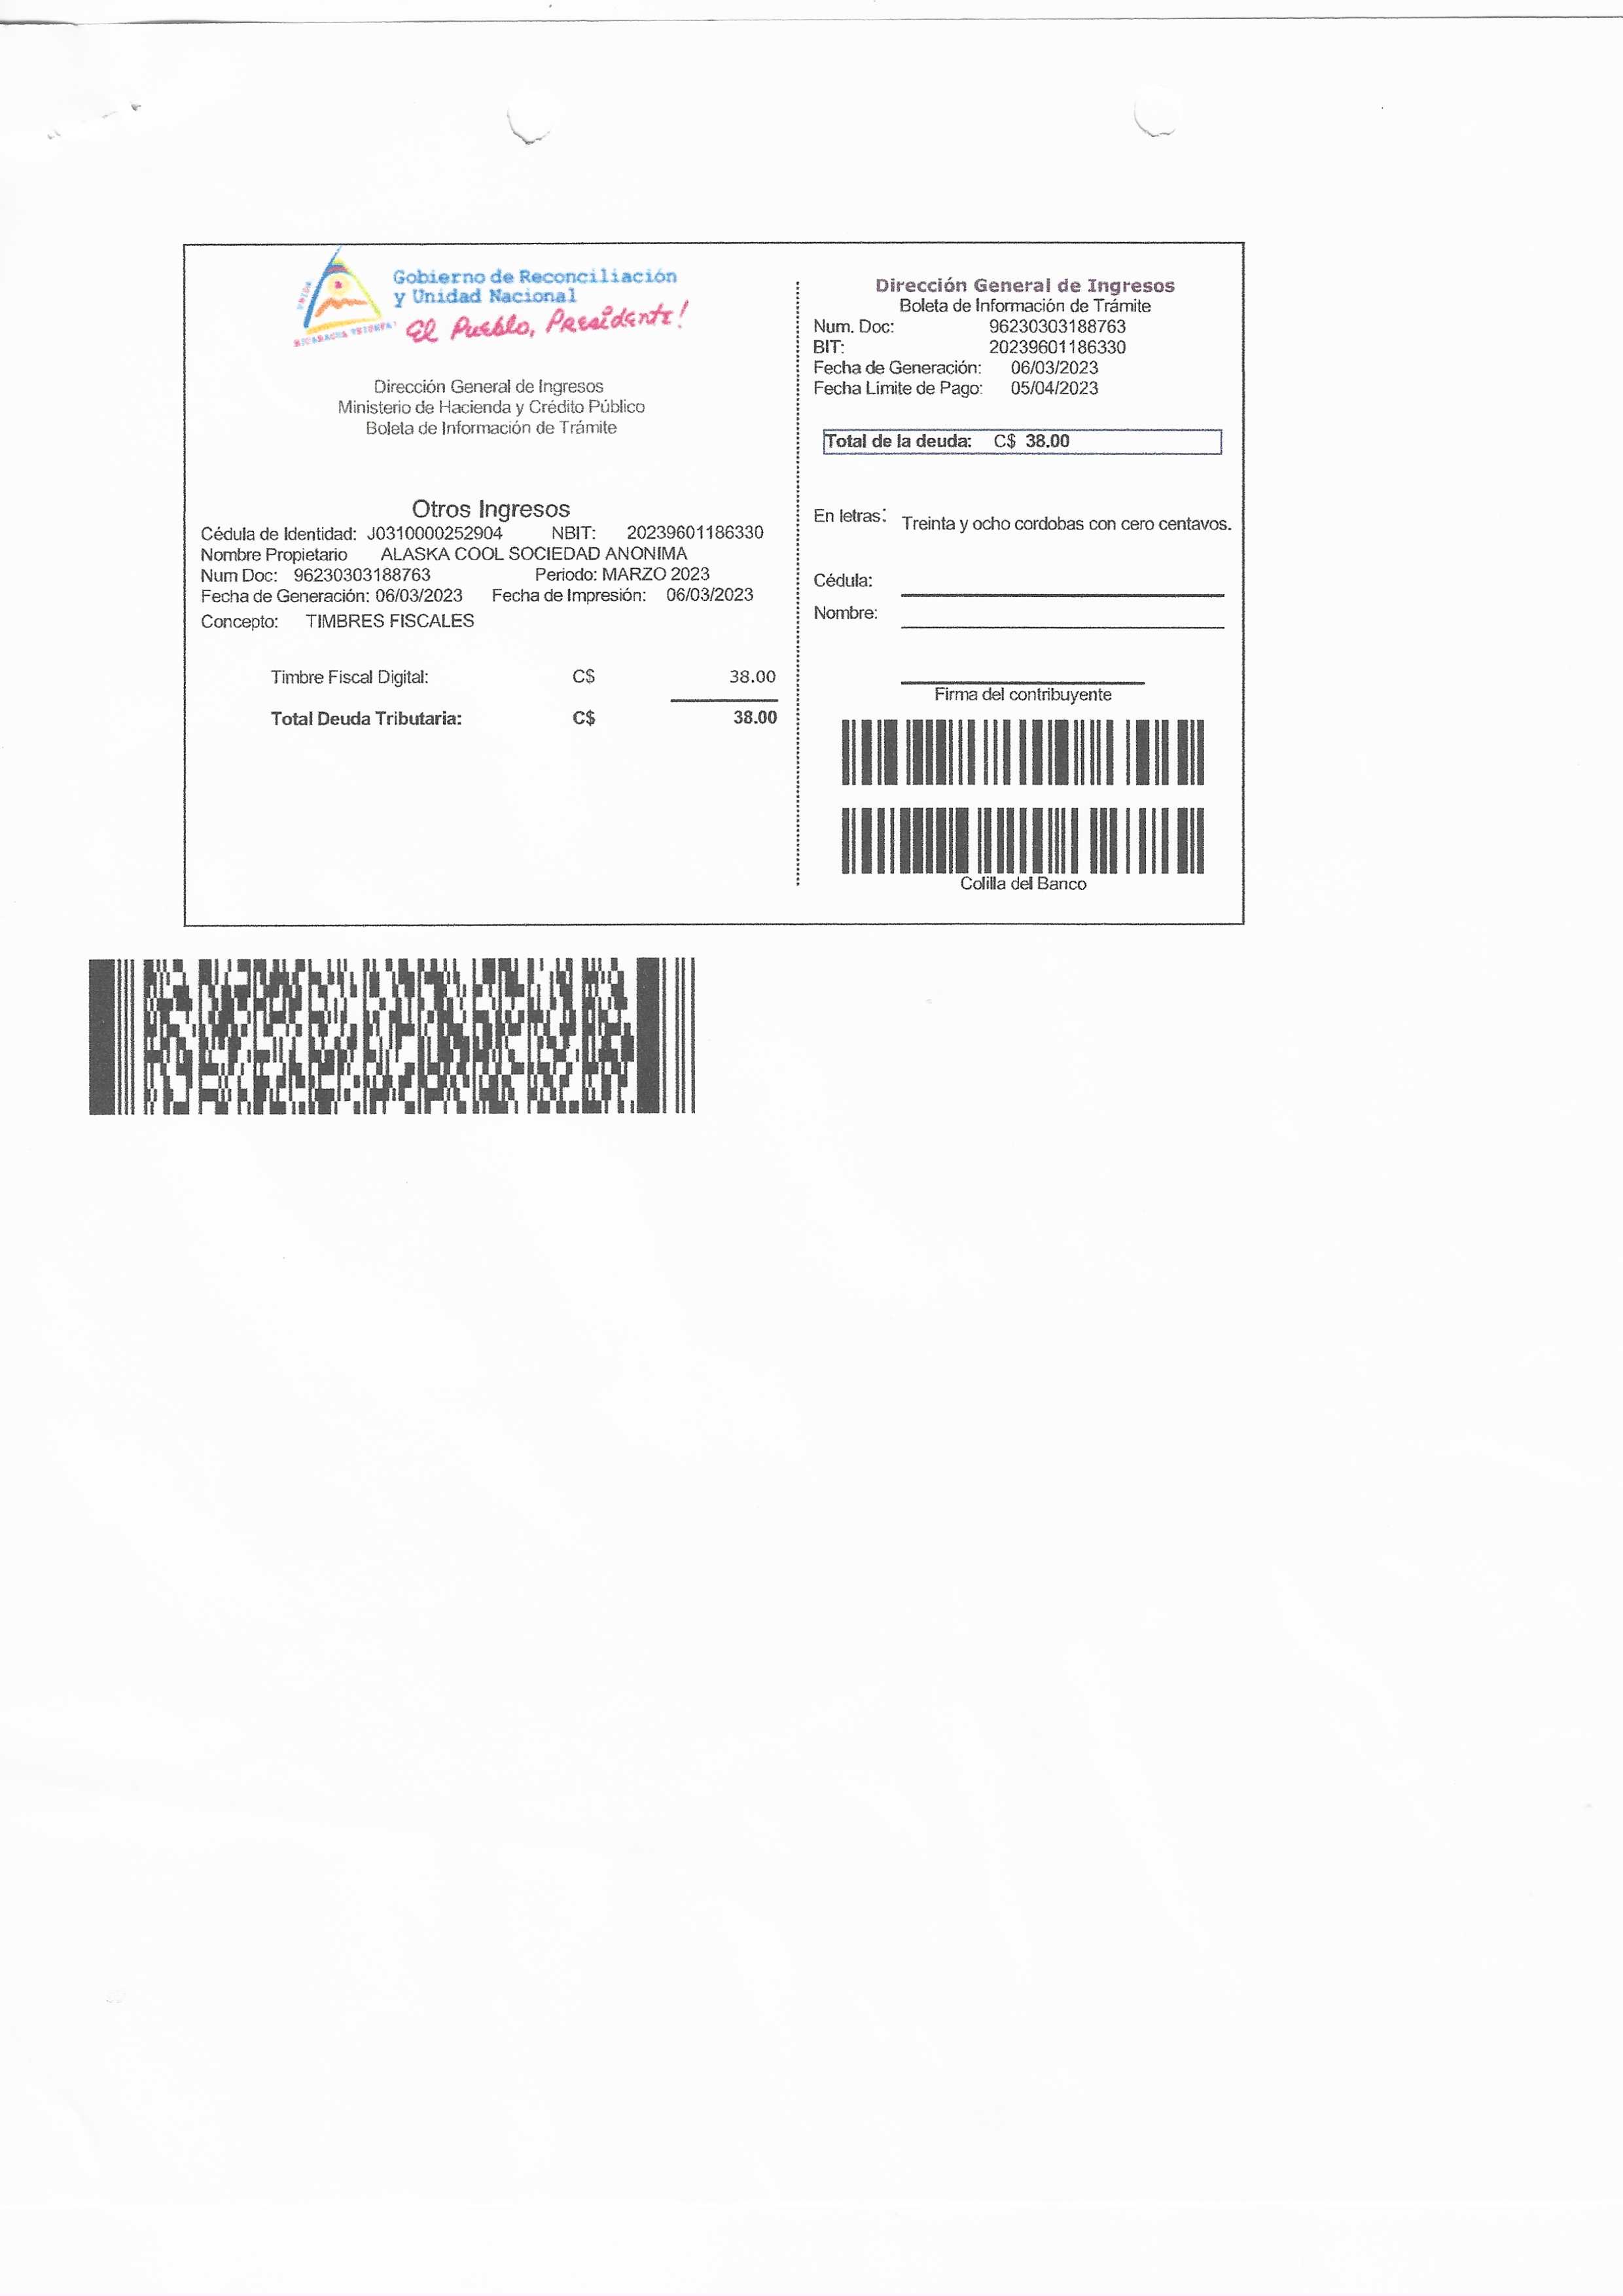 Gobierno de Reconciliación
y Unidad Nacional
El Pueblo, Presidente!
Dirección General de Ingresos
Ministerio de Hacienda y Crédito Público
Boleta de Información de Trámite
Otros Ingresos
Cédula de Identidad: J0310000252904 NBIT: 20239601186330
Nombre Propietario ALASKA COOL SOCIEDAD ANONIMA
Num Doc: 96230303188763 Periodo: MARZO 2023
Fecha de Generación: 06/03/2023 Fecha de Impresión: 06/03/2023
Concepto: TIMBRES FISCALES
Timbre Fiscal Digital: C$ 38.00
Total Deuda Tributaria: C$ 38.00
Dirección General de Ingresos
Boleta de Información de Trámite
Num. Doc: 96230303188763
BIT: 20239601186330
Fecha de Generación: 06/03/2023
Fecha Limite de Pago: 05/04/2023
Total de la deuda: C$ 38.00
En letras: Treinta y ocho cordobas con cero centavos.
Cédula:
Nombre:
Firma del contribuyente
Colilla del Banco